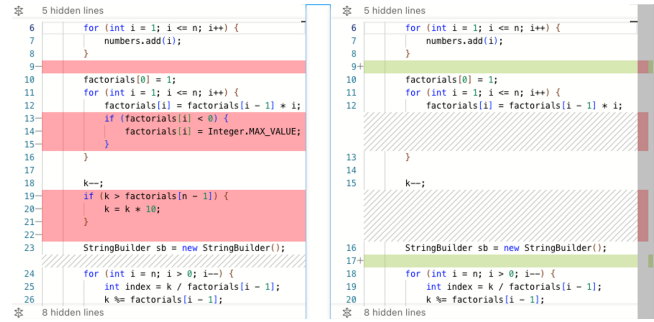 5 hidden lines
6 for (int i = 1; i <= n; i++) {
7 numbers.add(i);
8 }
9-
10 factorials[0] = 1;
11 for (int i = 1; i <= n; i++) {
12 factorials[i] = factorials[i - 1] * i;
13- if (factorials[i] < 0) {
14- factorials[i] = Integer.MAX_VALUE;
15- }
16 }
17
18 k--;
19- if (k > factorials[n - 1]) {
20- k = k * 10;
21- }
22-
23 StringBuilder sb = new StringBuilder();
24 for (int i = n; i > 0; i--) {
25 int index = k / factorials[i - 1];
26 k %= factorials[i - 1];
8 hidden lines
5 hidden lines
6 for (int i = 1; i <= n; i++) {
7 numbers.add(i);
8 }
9+
10 factorials[0] = 1;
11 for (int i = 1; i <= n; i++) {
12 factorials[i] = factorials[i - 1] * i;
13 }
14
15 k--;
16 StringBuilder sb = new StringBuilder();
17+
18 for (int i = n; i > 0; i--) {
19 int index = k / factorials[i - 1];
20 k %= factorials[i - 1];
8 hidden lines